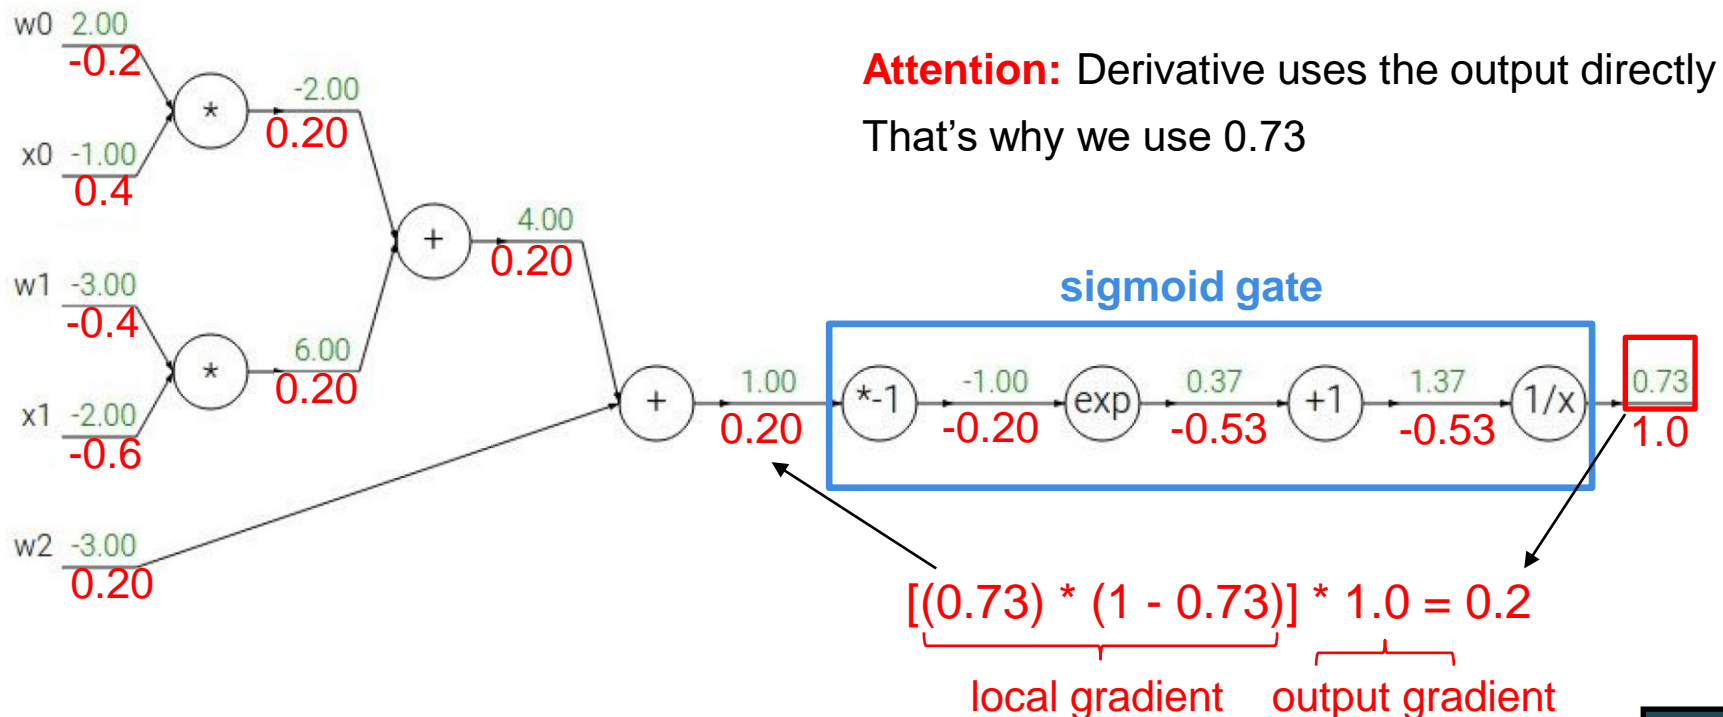 Attention: Derivative uses the output directly
That's why we use 0.73
w0 2.00
-0.2
*
-2.00
0.20
x0 -1.00
0.4
+
4.00
0.20
w1 -3.00
-0.4
*
6.00
0.20
x1 -2.00
-0.6
w2 -3.00
0.20
+
1.00
0.20
sigmoid gate
*-1
-1.00
-0.20
exp
0.37
-0.53
+1
1.37
-0.53
1/x
0.73
1.0
[(0.73) * (1 - 0.73)] * 1.0 = 0.2
local gradient output gradient